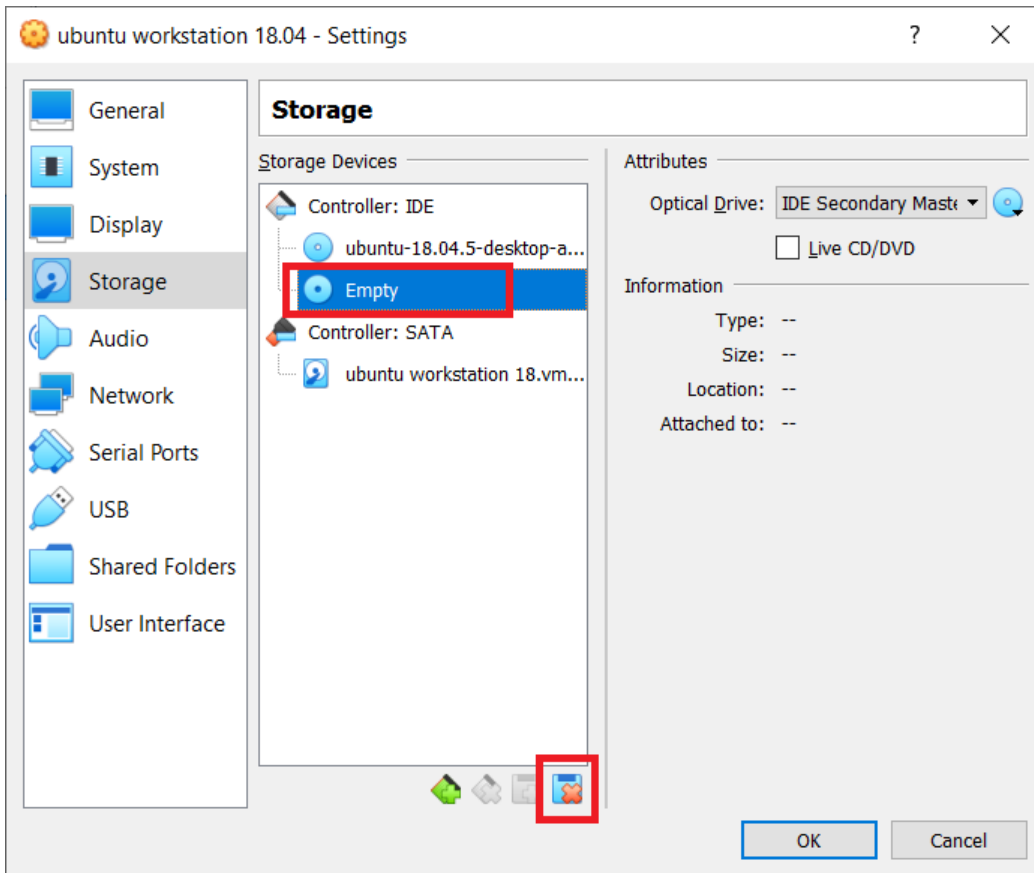 ubuntu workstation 18.04 - Settings
?
General
System
Display
Storage
Audio
Network
Serial Ports
USB
Shared Folders
User Interface
Storage
Storage Devices
Controller: IDE
ubuntu-18.04.5-desktop-a...
Empty
Controller: SATA
ubuntu workstation 18.vm...
Attributes
Optical Drive: IDE Secondary Maste
Live CD/DVD
Information
Type: --
Size: --
Location: --
Attached to: --
OK
Cancel